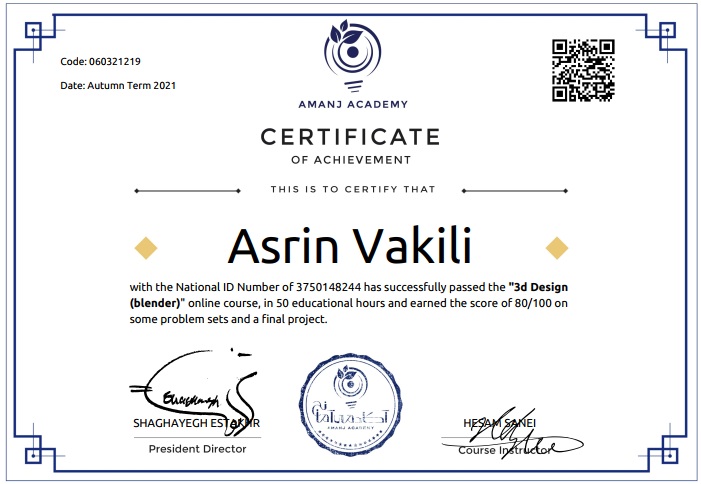 Code: 060321219
Date: Autumn Term 2021
AMANJ ACADEMY
CERTIFICATE
OF ACHIEVEMENT
THIS IS TO CERTIFY THAT
Asrin Vakili
with the National ID Number of 3750148244 has successfully passed the "3d Design
(blender)" online course, in 50 educational hours and earned the score of 80/100 on
some problem sets and a final project.
SHAGHAYEGH ESTAKHR
President Director
AMANJ ACADEMY
HESAM SANEI
Course Instructor